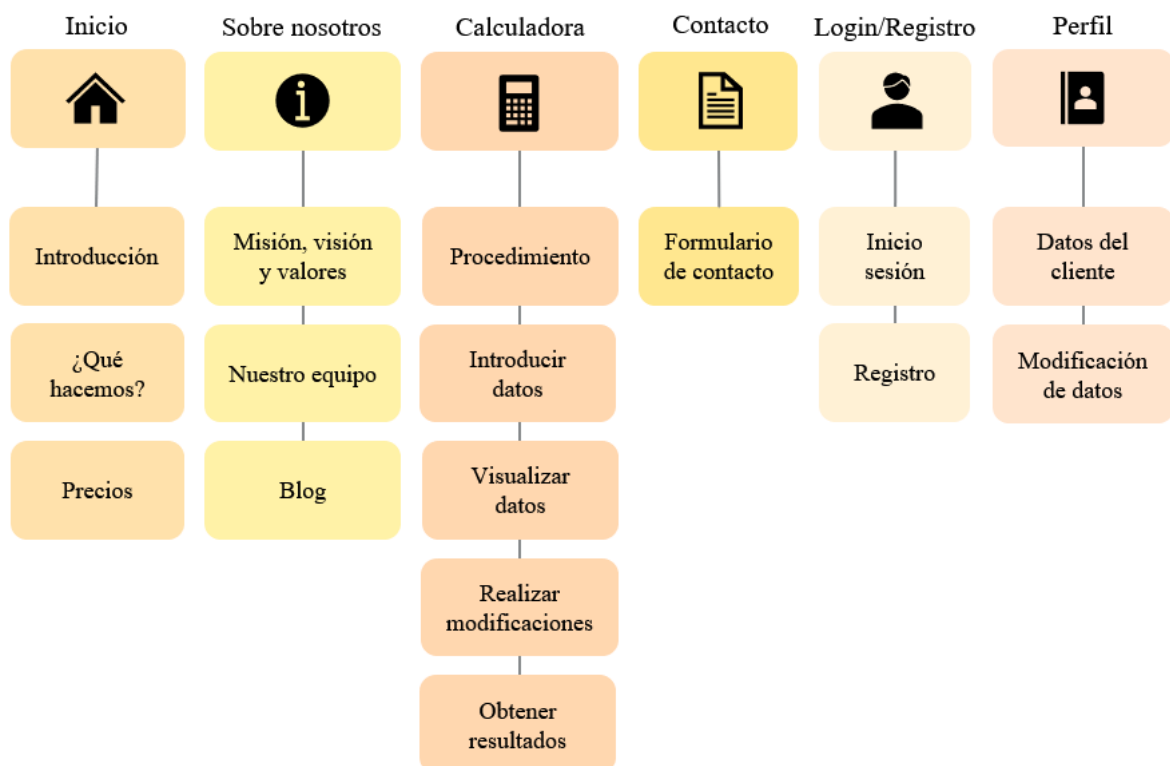 Inicio
Sobre nosotros
Calculadora
Contacto
Login/Registro
Perfil
Introducción
¿Qué
hacemos?
Precios
Misión, visión
y valores
Nuestro equipo
Blog
Procedimiento
Introducir
datos
Visualizar
datos
Realizar
modificaciones
Obtener
resultados
Formulario
de contacto
Inicio
sesión
Registro
Datos del
cliente
Modificación
de datos